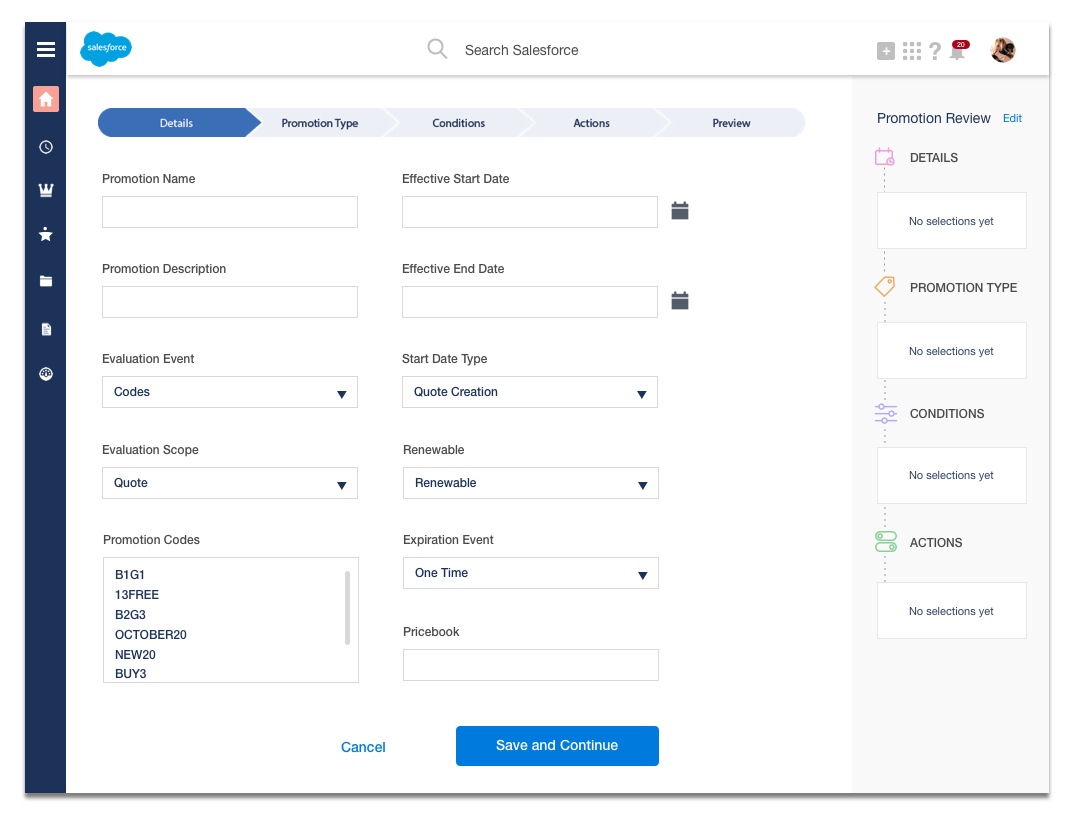 salesforce
Search Salesforce
+
?
20
Details
Promotion Type
Conditions
Actions
Preview
Promotion Name
Effective Start Date
Promotion Description
Effective End Date
Evaluation Event
Start Date Type
Codes
Quote Creation
Evaluation Scope
Renewable
Quote
Renewable
Promotion Codes
Expiration Event
B1G1
13FREE
B2G3
OCTOBER20
NEW20
BUY3
One Time
Pricebook
Cancel
Save and Continue
Promotion Review
Edit
DETAILS
No selections yet
PROMOTION TYPE
No selections yet
CONDITIONS
No selections yet
ACTIONS
No selections yet